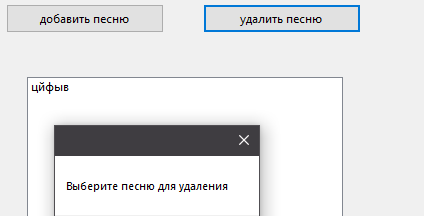 добавить песню
удалить песню
цйфыв
Выберите песню для удаления